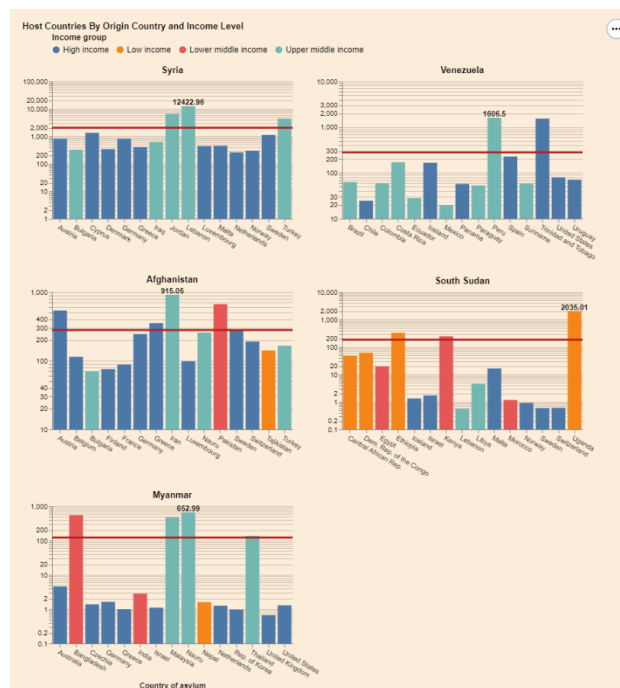 Host Countries By Origin Country and Income Level
Income group
High income Low income Lower middle income Upper middle income
Syria
100,000
20,000
10,000
2,000
1,000
200
100
20
10
2
1
12422.96
Austria
Bulgaria
Cyprus
Denmark
Germany
Greece
Iraq
Jordan
Lebanon
Luxembourg
Malta
Netherlands
Norway
Sweden
Turkey
Venezuela
10,000
3,000
2,000
1,000
300
200
100
30
20
10
1606.5
Brazil
Chile
Colombia
Costa Rica
Ecuador
Iceland
Mexico
Panama
Paraguay
Peru
Spain
Suriname
Trinidad and Tobago
United States
Uruguay
Afghanistan
1,000
400
300
200
100
40
30
20
10
915.05
Austria
Belgium
Bulgaria
Finland
France
Germany
Greece
Iran
Luxembourg
Nauru
Pakistan
Sweden
Switzerland
Tajikistan
Turkey
South Sudan
10,000
2,000
1,000
200
100
20
10
2
1
0.2
0.1
2035.01
Central African Rep.
Dem. Rep. of the Congo
Egypt
Ethiopia
Iceland
Israel
Kenya
Lebanon
Libya
Malta
Morocco
Norway
Sweden
Switzerland
Uganda
Myanmar
1,000
200
100
20
10
2
1
0.1
652.99
Australia
Bangladesh
Czechia
Germany
Greece
India
Israel
Malaysia
Nauru
Nepal
Netherlands
Rep. of Korea
Thailand
United Kingdom
United States
Country of asylum